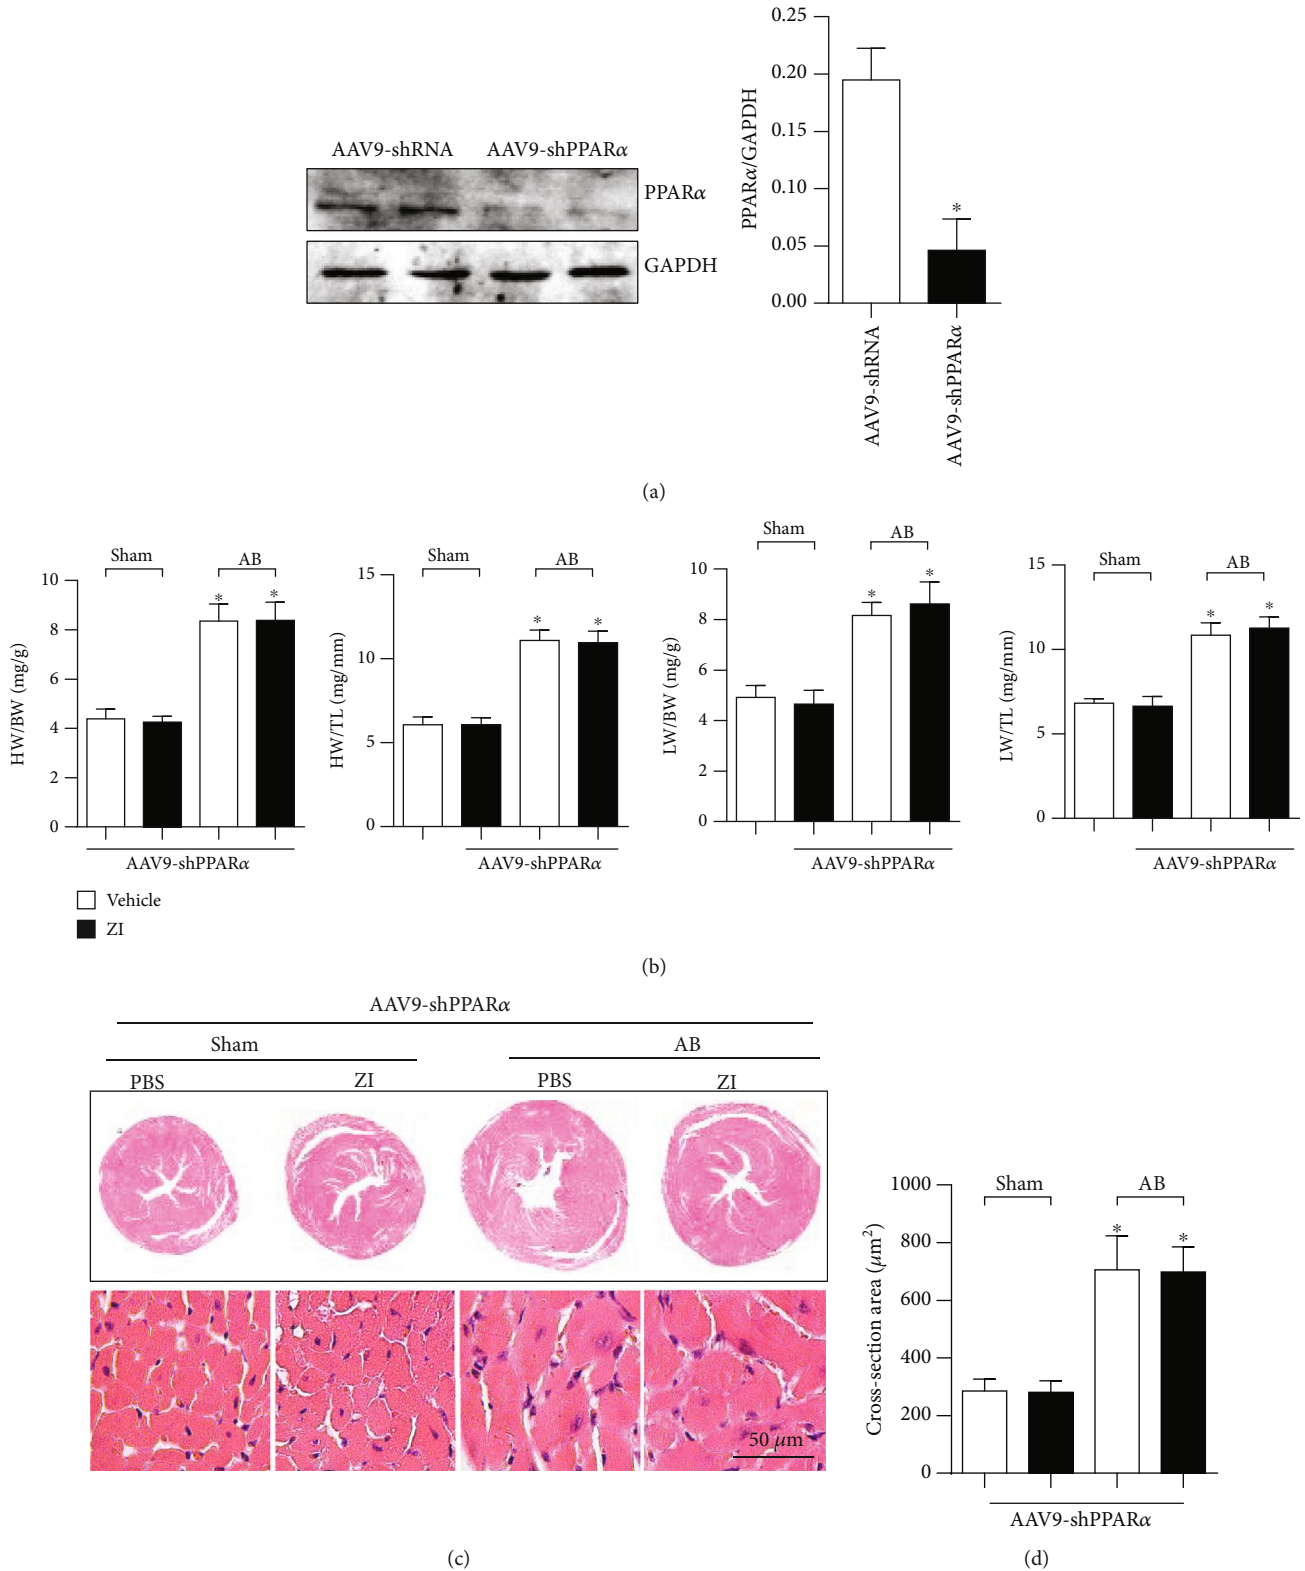 AAV9-shRNA AAV9-shPPARα
PPARα
GAPDH
PPARα/GAPDH
0.25
0.20
0.15
0.10
0.05
0.00
*
AAV9-shRNA
AAV9-shPPARα
(a)
HW/BW (mg/g)
10
8
6
4
2
0
Sham AB
* *
AAV9-shPPARα
HW/TL (mg/mm)
15
10
5
0
Sham AB
* *
AAV9-shPPARα
LW/BW (mg/g)
10
8
6
4
2
0
Sham AB
* *
AAV9-shPPARα
LW/TL (mg/mm)
15
10
5
0
Sham AB
* *
AAV9-shPPARα
Vehicle
ZI
(b)
AAV9-shPPARα
Sham AB
PBS ZI PBS ZI
50 μm
(c)
Cross-section area (μm²)
1000
800
600
400
200
0
Sham AB
* *
AAV9-shPPARα
(d)